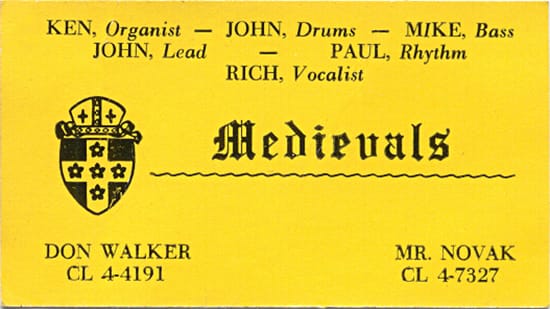 KEN, Organist — JOHN, Drums — MIKE, Bass
JOHN, Lead — PAUL, Rhythm
RICH, Vocalist
Medievals
DON WALKER
CL 4-4191
MR. NOVAK
CL 4-7327